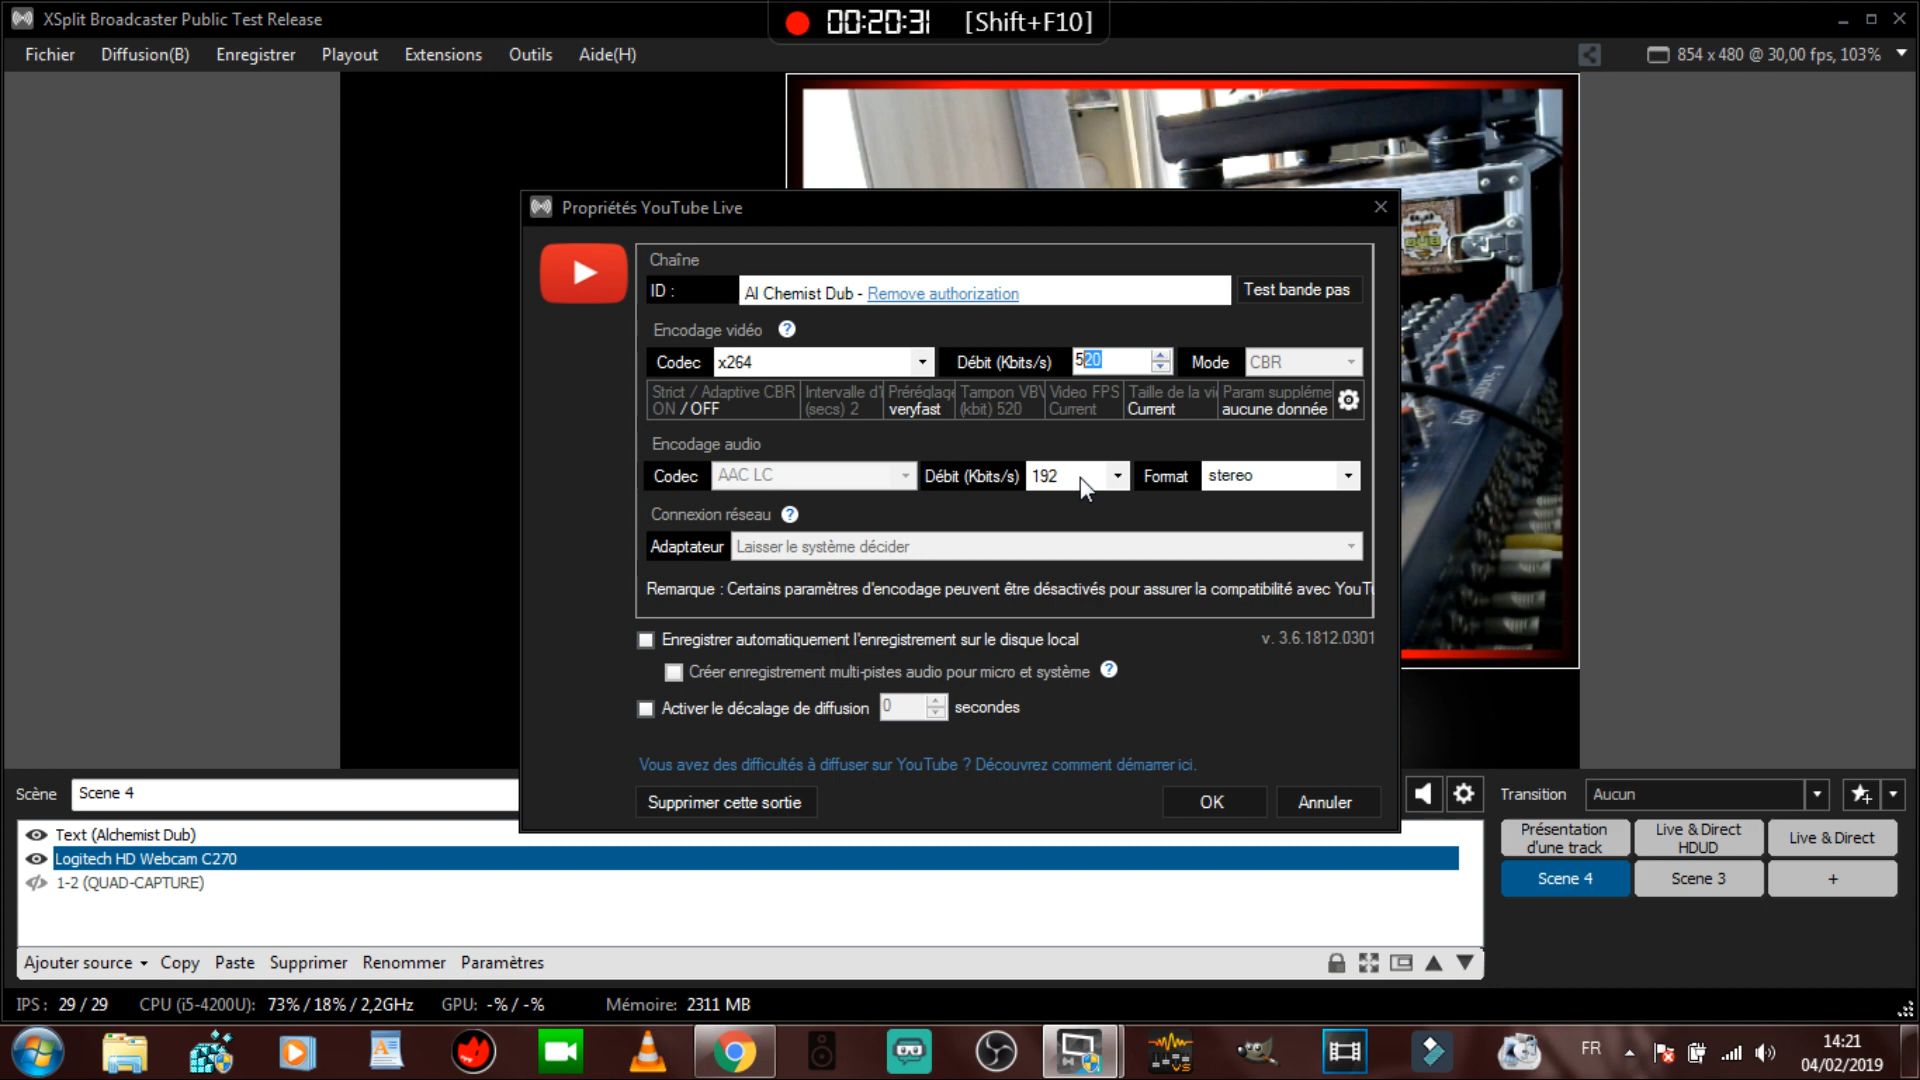 XSplit Broadcaster Public Test Release
00:20:31 [Shift+F10]
Fichier Diffusion(B) Enregistrer Playout Extensions Outils Aide(H)
854 x 480 @ 30,00 fps, 103%
Propriétés YouTube Live
Chaîne
ID : Al Chemist Dub - Remove authorization Test bande pas
Encodage vidéo ?
Codec x264 Débit (Kbits/s) 520 Mode CBR
Strict / Adaptive CBR Intervalle d'i Préréglage Tampon VBV Video FPS Taille de la vi Param suppléme
ON / OFF (secs) 2 veryfast (kbit) 520 Current Current aucune donnée
Encodage audio
Codec AAC LC Débit (Kbits/s) 192 Format stereo
Connexion réseau ?
Adaptateur Laisser le système décider
Remarque : Certains paramètres d'encodage peuvent être désactivés pour assurer la compatibilité avec YouTu
Enregistrer automatiquement l'enregistrement sur le disque local v. 3.6.1812.0301
Créer enregistrement multi-pistes audio pour micro et système ?
Activer le décalage de diffusion 0 secondes
Vous avez des difficultés à diffuser sur YouTube ? Découvrez comment démarrer ici.
Supprimer cette sortie OK Annuler
Scène Scene 4
Transition Aucun
Text (Alchemist Dub)
Logitech HD Webcam C270
1-2 (QUAD-CAPTURE)
Présentation d'une track
Live & Direct HDUD
Live & Direct
Scene 4 Scene 3 +
Ajouter source Copy Paste Supprimer Renommer Paramètres
IPS : 29 / 29 CPU (i5-4200U): 73% / 18% / 2,2GHz GPU: -% / -% Mémoire: 2311 MB
FR
14:21
04/02/2019